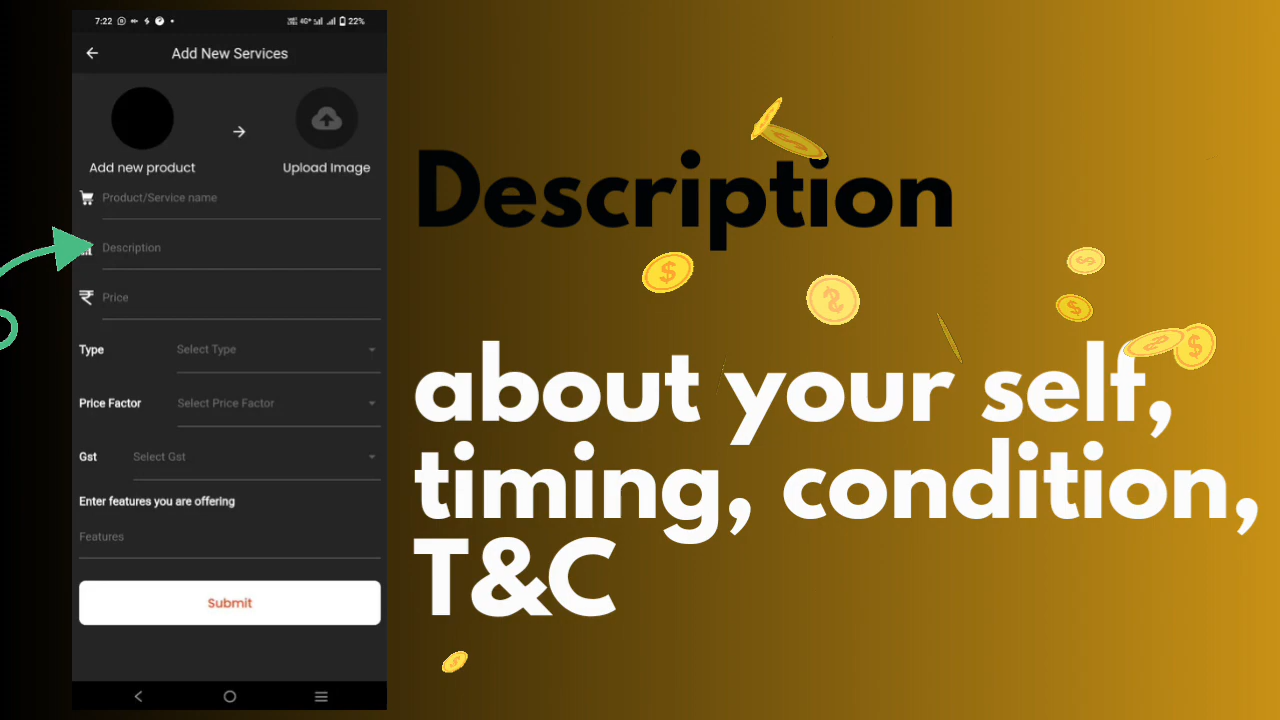 7:22
4G+ 22%
Add New Services
Add new product
Upload Image
Product/Service name
Description
₹ Price
Type Select Type
Price Factor Select Price Factor
Gst Select Gst
Enter features you are offering
Features
Submit
Description
about your self,
timing, condition,
T&C